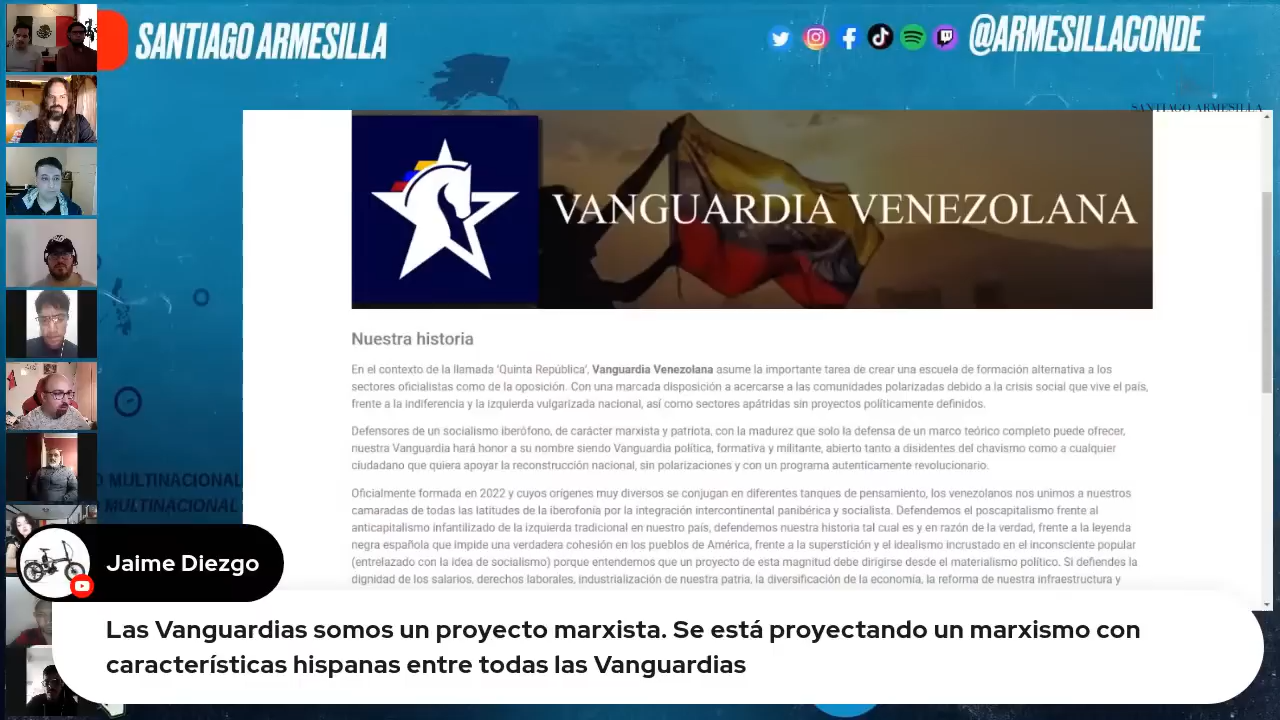 SANTIAGO ARMESILLA
@ARMESILLACONDE
SANTIAGO ARMESILLA
VANGUARDIA VENEZOLANA
Nuestra historia
En el contexto de la llamada 'Quinta República', Vanguardia Venezolana asume la importante tarea de crear una escuela de formación alternativa a los
sectores oficialistas como de la oposición. Con una marcada disposición a acercarse a las comunidades polarizadas debido a la crisis social que vive el país,
frente a la indiferencia y la izquierda vulgarizada nacional, así como sectores apátridas sin proyectos políticamente definidos.
Defensores de un socialismo iberófono, de carácter marxista y patriota, con la madurez que solo la defensa de un marco teórico completo puede ofrecer,
nuestra Vanguardia hará honor a su nombre siendo Vanguardia política, formativa y militante, abierto tanto a disidentes del chavismo como a cualquier
ciudadano que quiera apoyar la reconstrucción nacional, sin polarizaciones y con un programa autenticamente revolucionario.
Oficialmente formada en 2022 y cuyos orígenes muy diversos se conjugan en diferentes tanques de pensamiento, los venezolanos nos unimos a nuestros
camaradas de todas las latitudes de la iberofonía por la integración intercontinental panibérica y socialista. Defendemos el poscapitalismo frente al
anticapitalismo infantilizado de la izquierda tradicional en nuestro país, defendemos nuestra historia tal cual es y en razón de la verdad, frente a la leyenda
negra española que impide una verdadera cohesión en los pueblos de América, frente a la superstición y el idealismo incrustado en el inconsciente popular
(entrelazado con la idea de socialismo) porque entendemos que un proyecto de esta magnitud debe dirigirse desde el materialismo político. Si defiendes la
dignidad de los salarios, derechos laborales, industrialización de nuestra patria, la diversificación de la economía, la reforma de nuestra infraestructura y
MULTINACIONAL
MULTINACIONAL
Jaime Diezgo
Las Vanguardias somos un proyecto marxista. Se está proyectando un marxismo con
características hispanas entre todas las Vanguardias